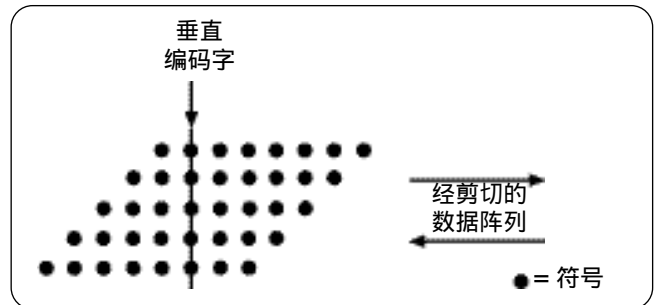 垂直
编码字
经剪切的
数据阵列
= 符号